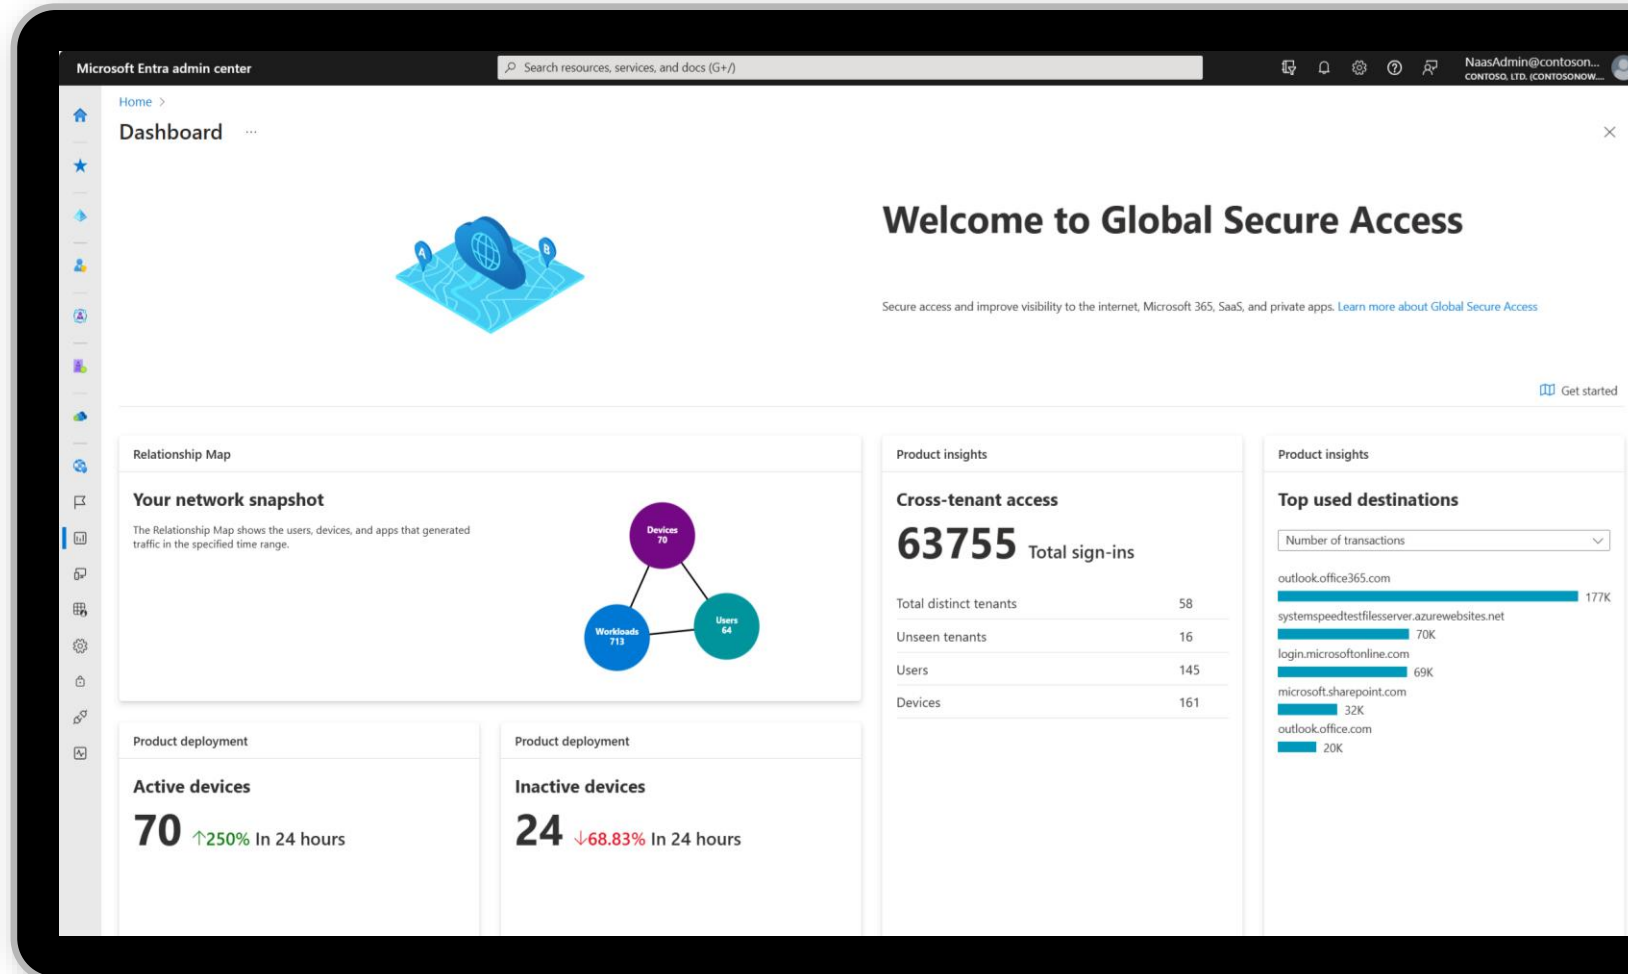 Microsoft Entra admin center
Search resources, services, and docs (G+/)
NaasAdmin@contoson...
CONTOSO, LTD. (CONTOSONOW....
Home >
Dashboard ...
A
B
Welcome to Global Secure Access
Secure access and improve visibility to the internet, Microsoft 365, SaaS, and private apps. Learn more about Global Secure Access
Get started
Relationship Map
Your network snapshot
The Relationship Map shows the users, devices, and apps that generated
traffic in the specified time range.
Devices
70
Workloads
713
Users
64
Product insights
Cross-tenant access
63755 Total sign-ins
Total distinct tenants 58
Unseen tenants 16
Users 145
Devices 161
Product insights
Top used destinations
Number of transactions
outlook.office365.com
177K
systemspeedtestfilesserver.azurewebsites.net
70K
login.microsoftonline.com
69K
microsoft.sharepoint.com
32K
outlook.office.com
20K
Product deployment
Active devices
70 ↑250% In 24 hours
Product deployment
Inactive devices
24 ↓68.83% In 24 hours